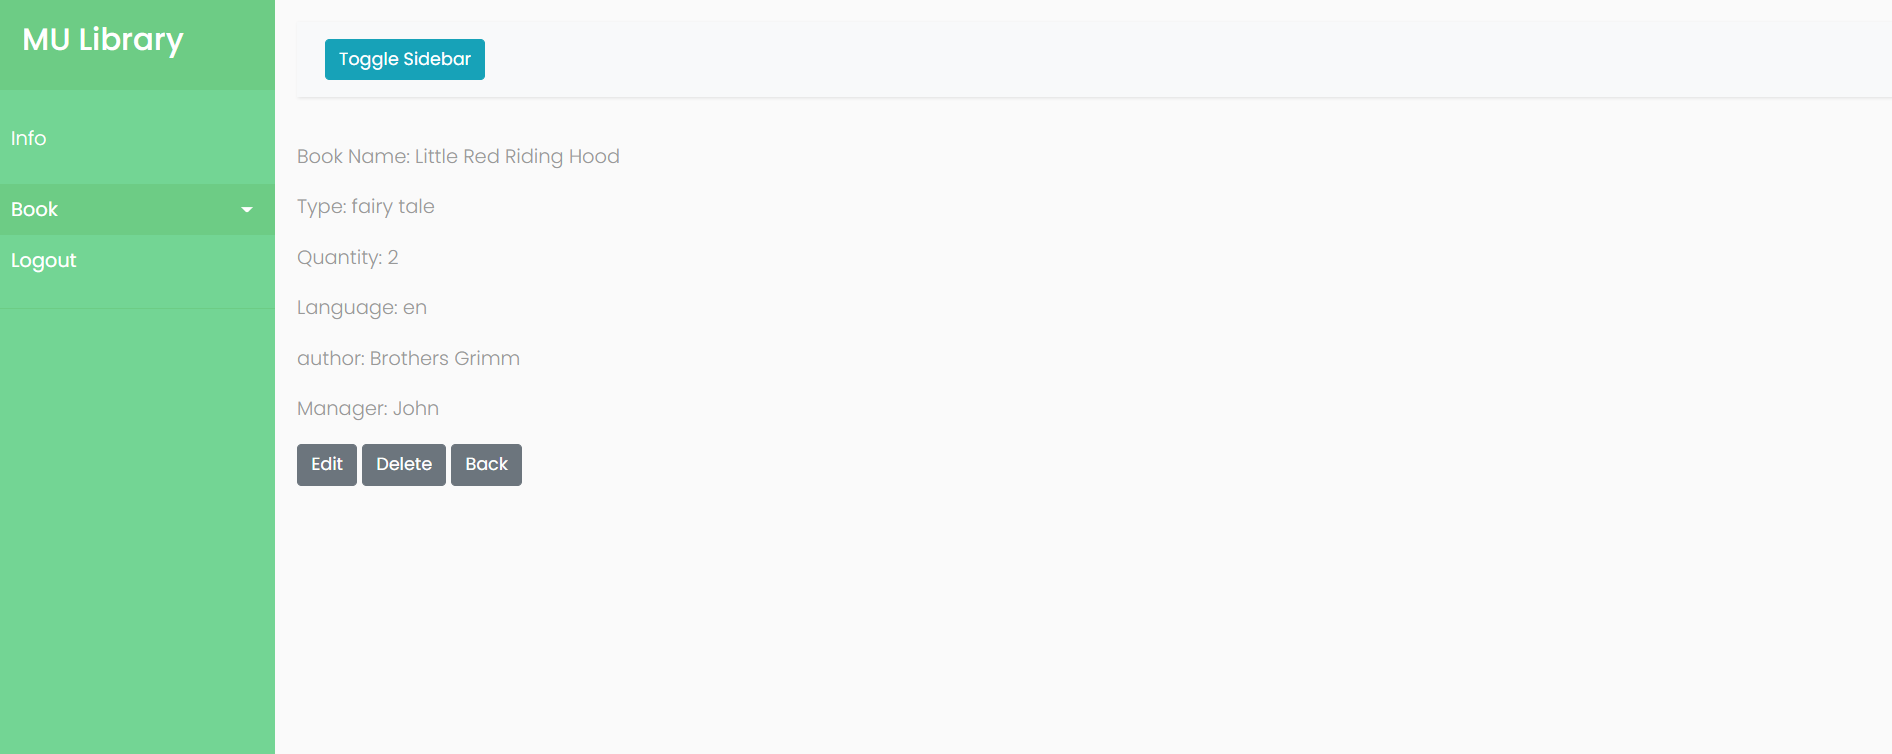 MU Library
Toggle Sidebar
Info
Book
Logout
Book Name: Little Red Riding Hood
Type: fairy tale
Quantity: 2
Language: en
author: Brothers Grimm
Manager: John
Edit Delete Back